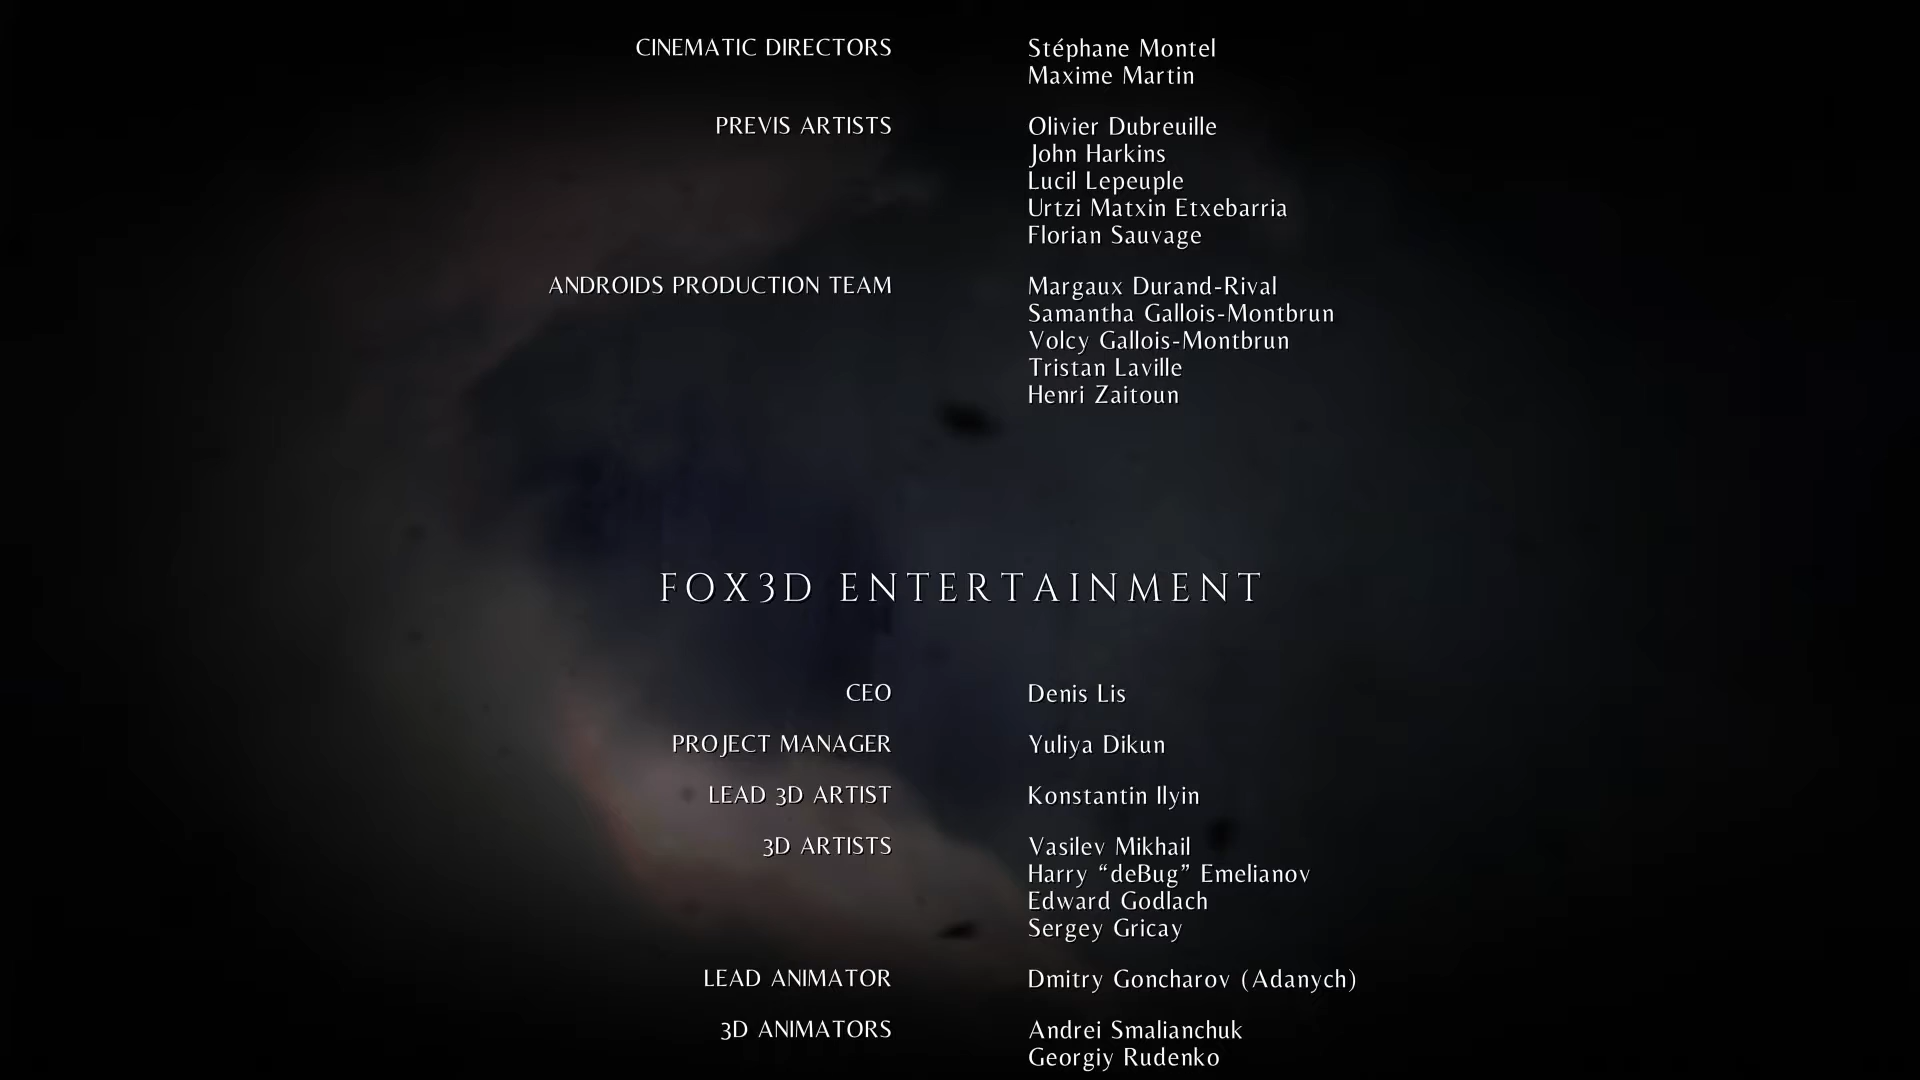 CINEMATIC DIRECTORS Stéphane Montel
Maxime Martin
PREVIS ARTISTS Olivier Dubreuille
John Harkins
Lucil Lepeuple
Urtzi Matxin Etxebarria
Florian Sauvage
ANDROIDS PRODUCTION TEAM Margaux Durand-Rival
Samantha Gallois-Montbrun
Volcy Gallois-Montbrun
Tristan Laville
Henri Zaitoun
FOX3D ENTERTAINMENT
CEO Denis Lis
PROJECT MANAGER Yuliya Dikun
LEAD 3D ARTIST Konstantin Ilyin
3D ARTISTS Vasilev Mikhail
Harry “deBug” Emelianov
Edward Godlach
Sergey Gricay
LEAD ANIMATOR Dmitry Goncharov (Adanych)
3D ANIMATORS Andrei Smalianchuk
Georgiy Rudenko